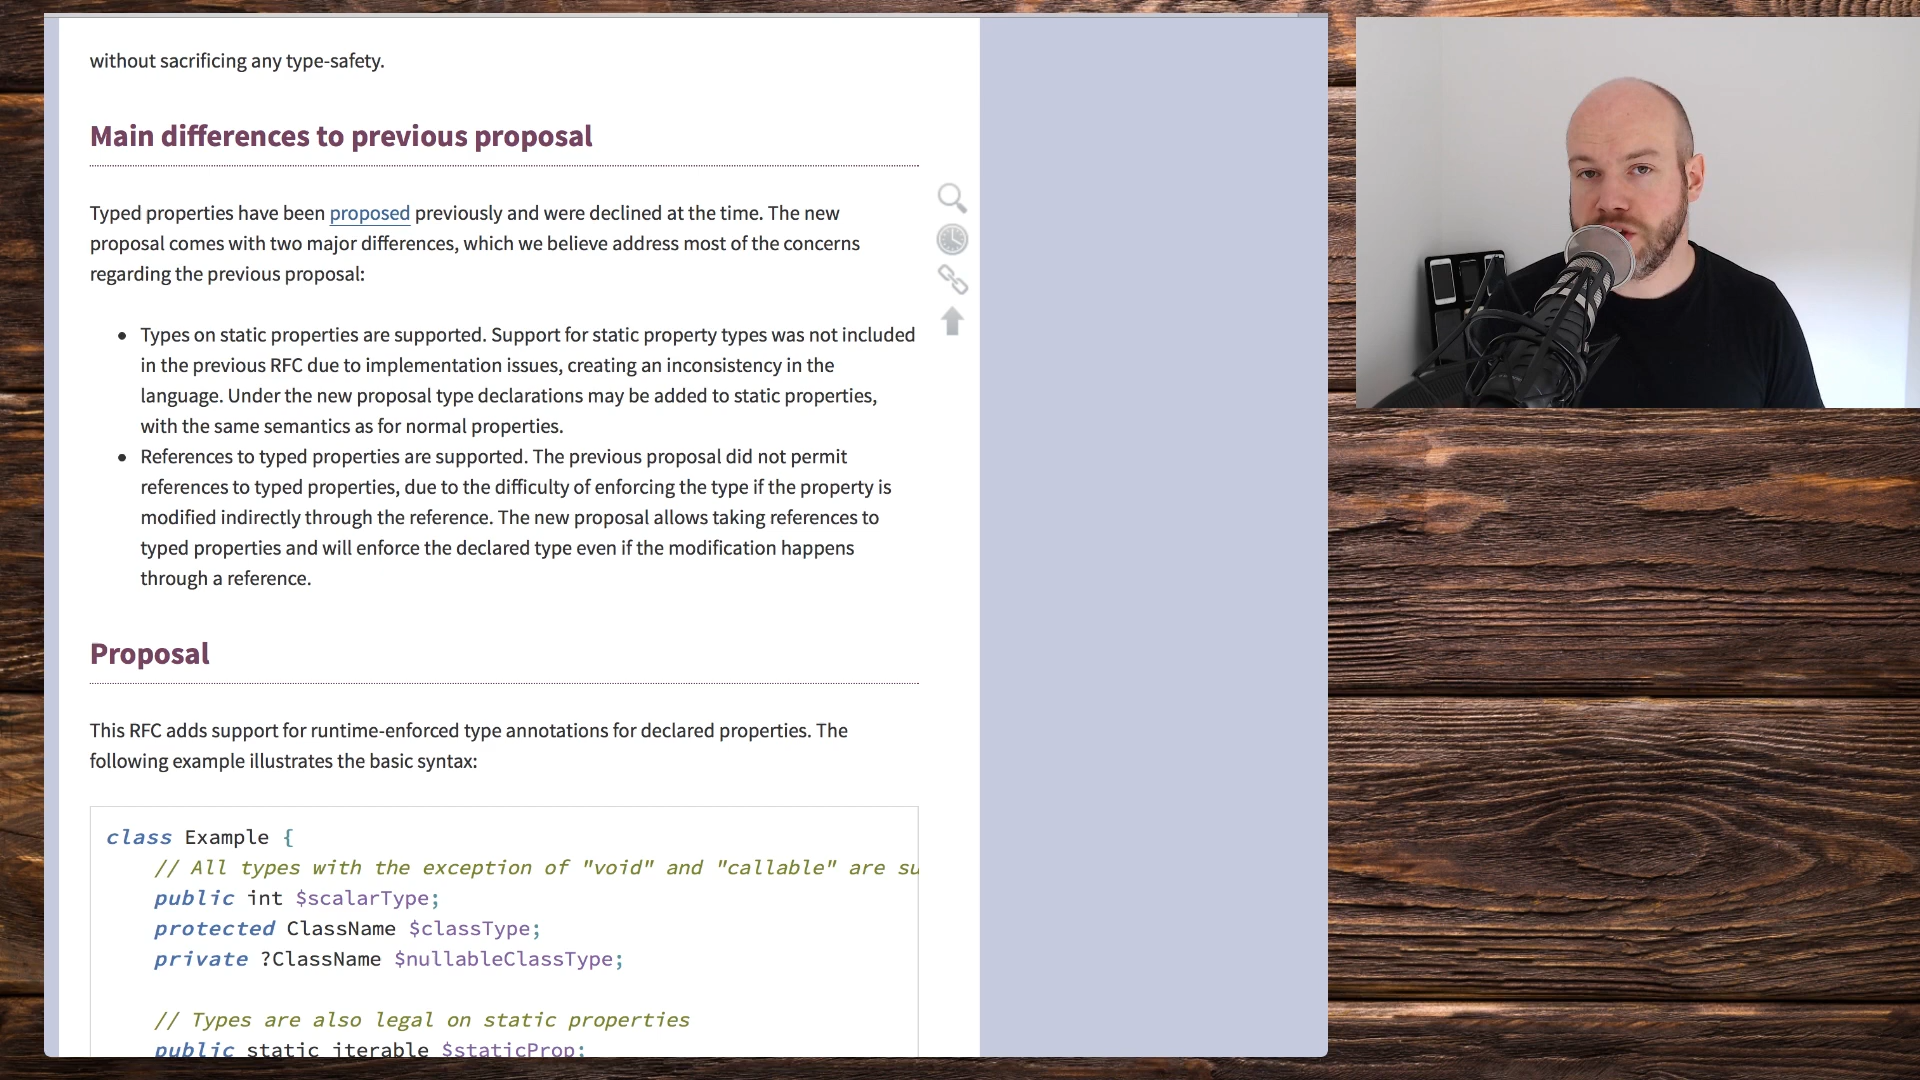 without sacrificing any type-safety.
Main differences to previous proposal
Typed properties have been proposed previously and were declined at the time. The new
proposal comes with two major differences, which we believe address most of the concerns
regarding the previous proposal:
• Types on static properties are supported. Support for static property types was not included
in the previous RFC due to implementation issues, creating an inconsistency in the
language. Under the new proposal type declarations may be added to static properties,
with the same semantics as for normal properties.
• References to typed properties are supported. The previous proposal did not permit
references to typed properties, due to the difficulty of enforcing the type if the property is
modified indirectly through the reference. The new proposal allows taking references to
typed properties and will enforce the declared type even if the modification happens
through a reference.
Proposal
This RFC adds support for runtime-enforced type annotations for declared properties. The
following example illustrates the basic syntax:
class Example {
// All types with the exception of "void" and "callable" are su
public int $scalarType;
protected ClassName $classType;
private ?ClassName $nullableClassType;
// Types are also legal on static properties
public static iterable $staticProp;